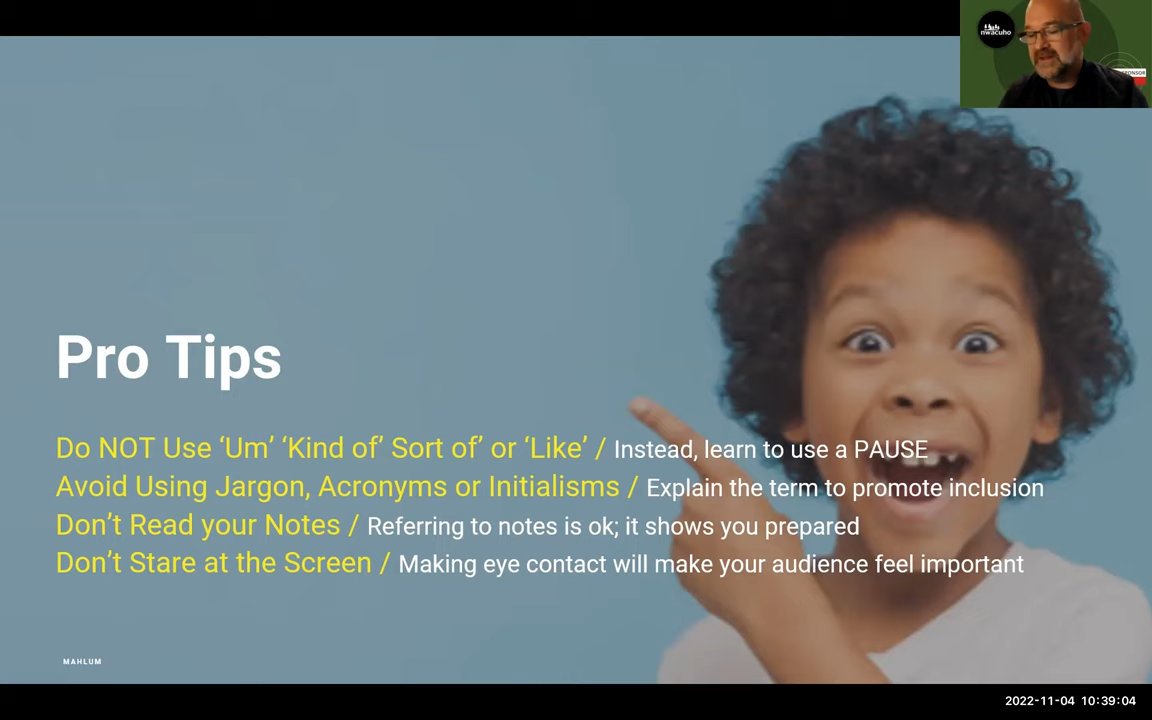 nwacuho
SPONSOR
Pro Tips
Do NOT Use ‘Um’ ‘Kind of’ Sort of’ or ‘Like’ / Instead, learn to use a PAUSE
Avoid Using Jargon, Acronyms or Initialisms / Explain the term to promote inclusion
Don’t Read your Notes / Referring to notes is ok; it shows you prepared
Don’t Stare at the Screen / Making eye contact will make your audience feel important
MAHLUM
2022-11-04 10:39:04